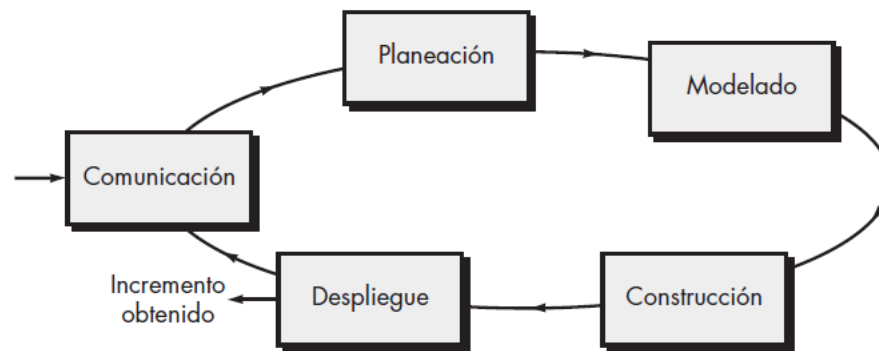 Planeación
Modelado
Comunicación
Incremento
obtenido
Despliegue
Construcción